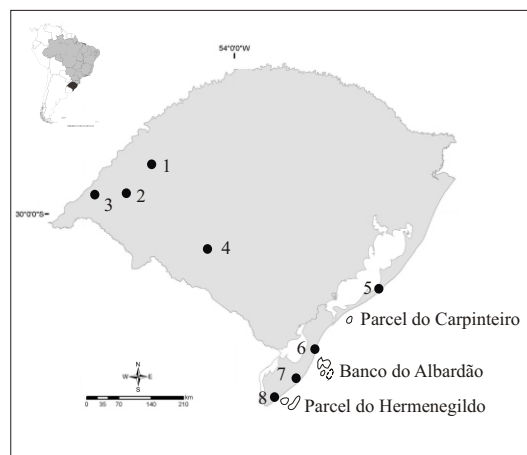 54°0'0"W
1
2
3
30°0'0"S
4
5
Parcel do Carpinteiro
6
Banco do Albardão
7
8
Parcel do Hermenegildo
N
W E
S
km
0 35 70 140 210